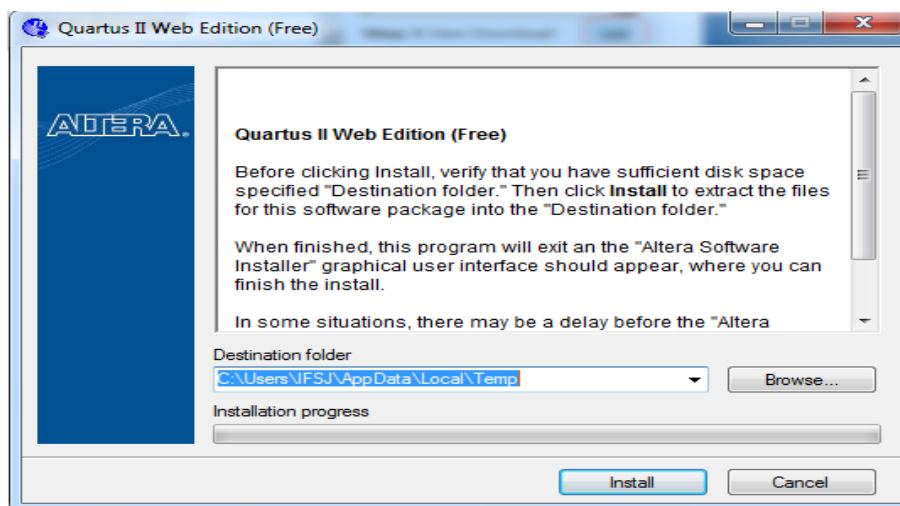 Quartus II Web Edition (Free)
ALTERA.
Quartus II Web Edition (Free)
Before clicking Install, verify that you have sufficient disk space
specified "Destination folder." Then click Install to extract the files
for this software package into the "Destination folder."
When finished, this program will exit an the "Altera Software
Installer" graphical user interface should appear, where you can
finish the install.
In some situations, there may be a delay before the "Altera
Destination folder
C:\Users\IFSJ\AppData\Local\Temp
Browse...
Installation progress
Install
Cancel